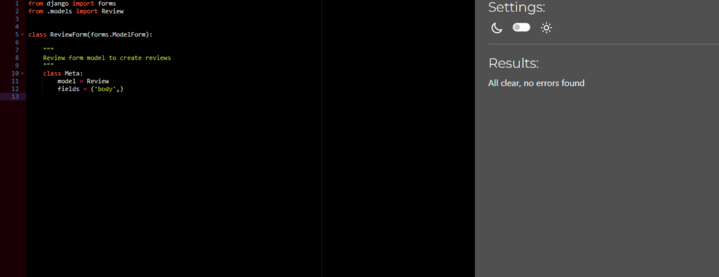 1 from django import forms
2 from .models import Review
3
4
5 class ReviewForm(forms.ModelForm):
6
7 """
8 Review form model to create reviews
9 """
10 class Meta:
11 model = Review
12 fields = ('body',)
13
Settings:
Results:
All clear, no errors found